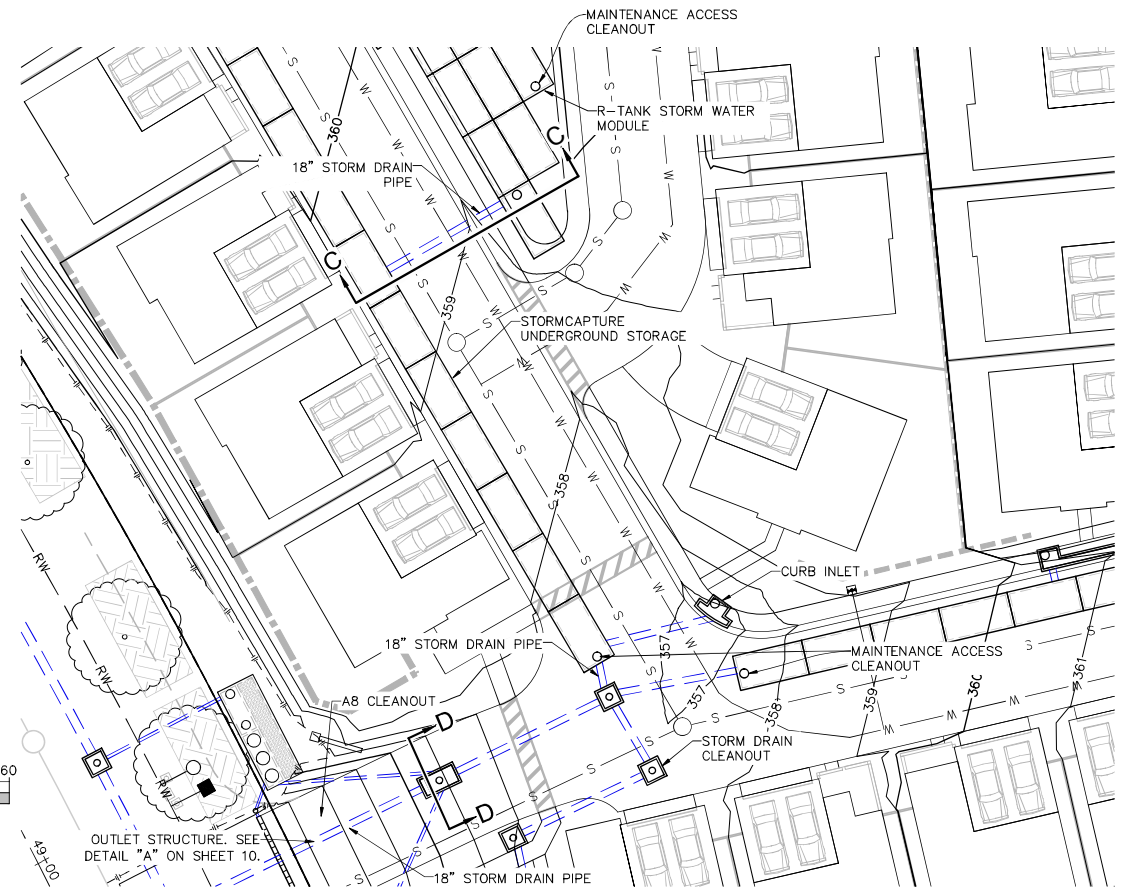 MAINTENANCE ACCESS
CLEANOUT
R-TANK STORM WATER
MODULE
360
C
18" STORM DRAIN
PIPE
C
359
STORMCAPTURE
UNDERGROUND STORAGE
358
RW
CURB INLET
18" STORM DRAIN PIPE
357
MAINTENANCE ACCESS
CLEANOUT
RW
A8 CLEANOUT
357
358
359
360
361
D
STORM DRAIN
CLEANOUT
60
RW
D
OUTLET STRUCTURE. SEE
DETAIL "A" ON SHEET 10.
49+00
18" STORM DRAIN PIPE
S
W